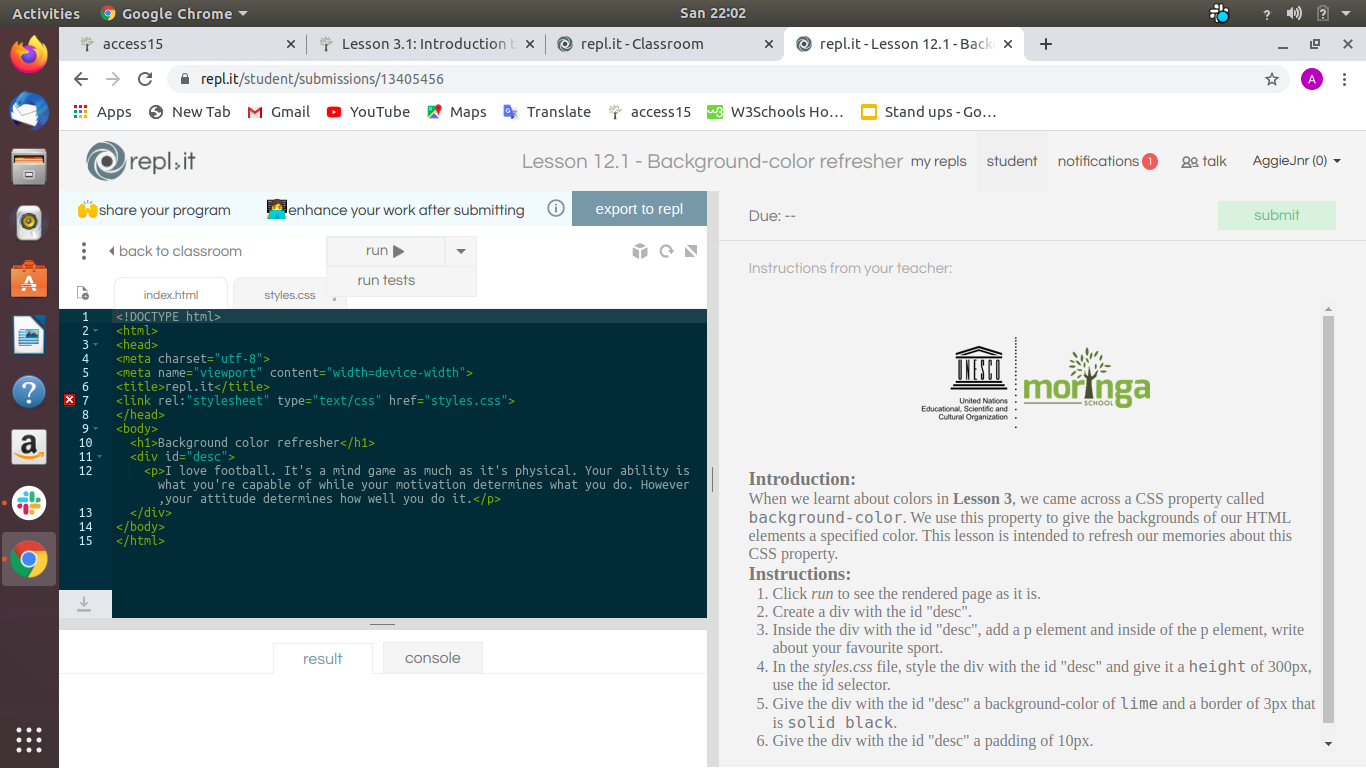 Activities Google Chrome San 22:02
access15 Lesson 3.1: Introduction t repl.it - Classroom repl.it - Lesson 12.1 - Back
repl.it/student/submissions/13405456 A
Apps New Tab Gmail YouTube Maps Translate access15 W3Schools Ho… Stand ups - Go…
repl.it Lesson 12.1 - Background-color refresher my repls student notifications 1 talk AggieJnr (0)
share your program enhance your work after submitting export to repl
Due: -- submit
back to classroom run
run tests
Instructions from your teacher:
index.html styles.css
1 <!DOCTYPE html>
2 <html>
3 <head>
4 <meta charset="utf-8">
5 <meta name="viewport" content="width=device-width">
6 <title>repl.it</title>
7 <link rel:"stylesheet" type="text/css" href="styles.css">
8 </head>
9 <body>
10 <h1>Background color refresher</h1>
11 <div id="desc">
12 <p>I love football. It's a mind game as much as it's physical. Your ability is
what you're capable of while your motivation determines what you do. However
,your attitude determines how well you do it.</p>
13 </div>
14 </body>
15 </html>
result console
UNESCO
United Nations
Educational, Scientific and
Cultural Organization
moringa
SCHOOL
Introduction:
When we learnt about colors in Lesson 3, we came across a CSS property called
background-color. We use this property to give the backgrounds of our HTML
elements a specified color. This lesson is intended to refresh our memories about this
CSS property.
Instructions:
1. Click run to see the rendered page as it is.
2. Create a div with the id "desc".
3. Inside the div with the id "desc", add a p element and inside of the p element, write
about your favourite sport.
4. In the styles.css file, style the div with the id "desc" and give it a height of 300px,
use the id selector.
5. Give the div with the id "desc" a background-color of lime and a border of 3px that
is solid black.
6. Give the div with the id "desc" a padding of 10px.